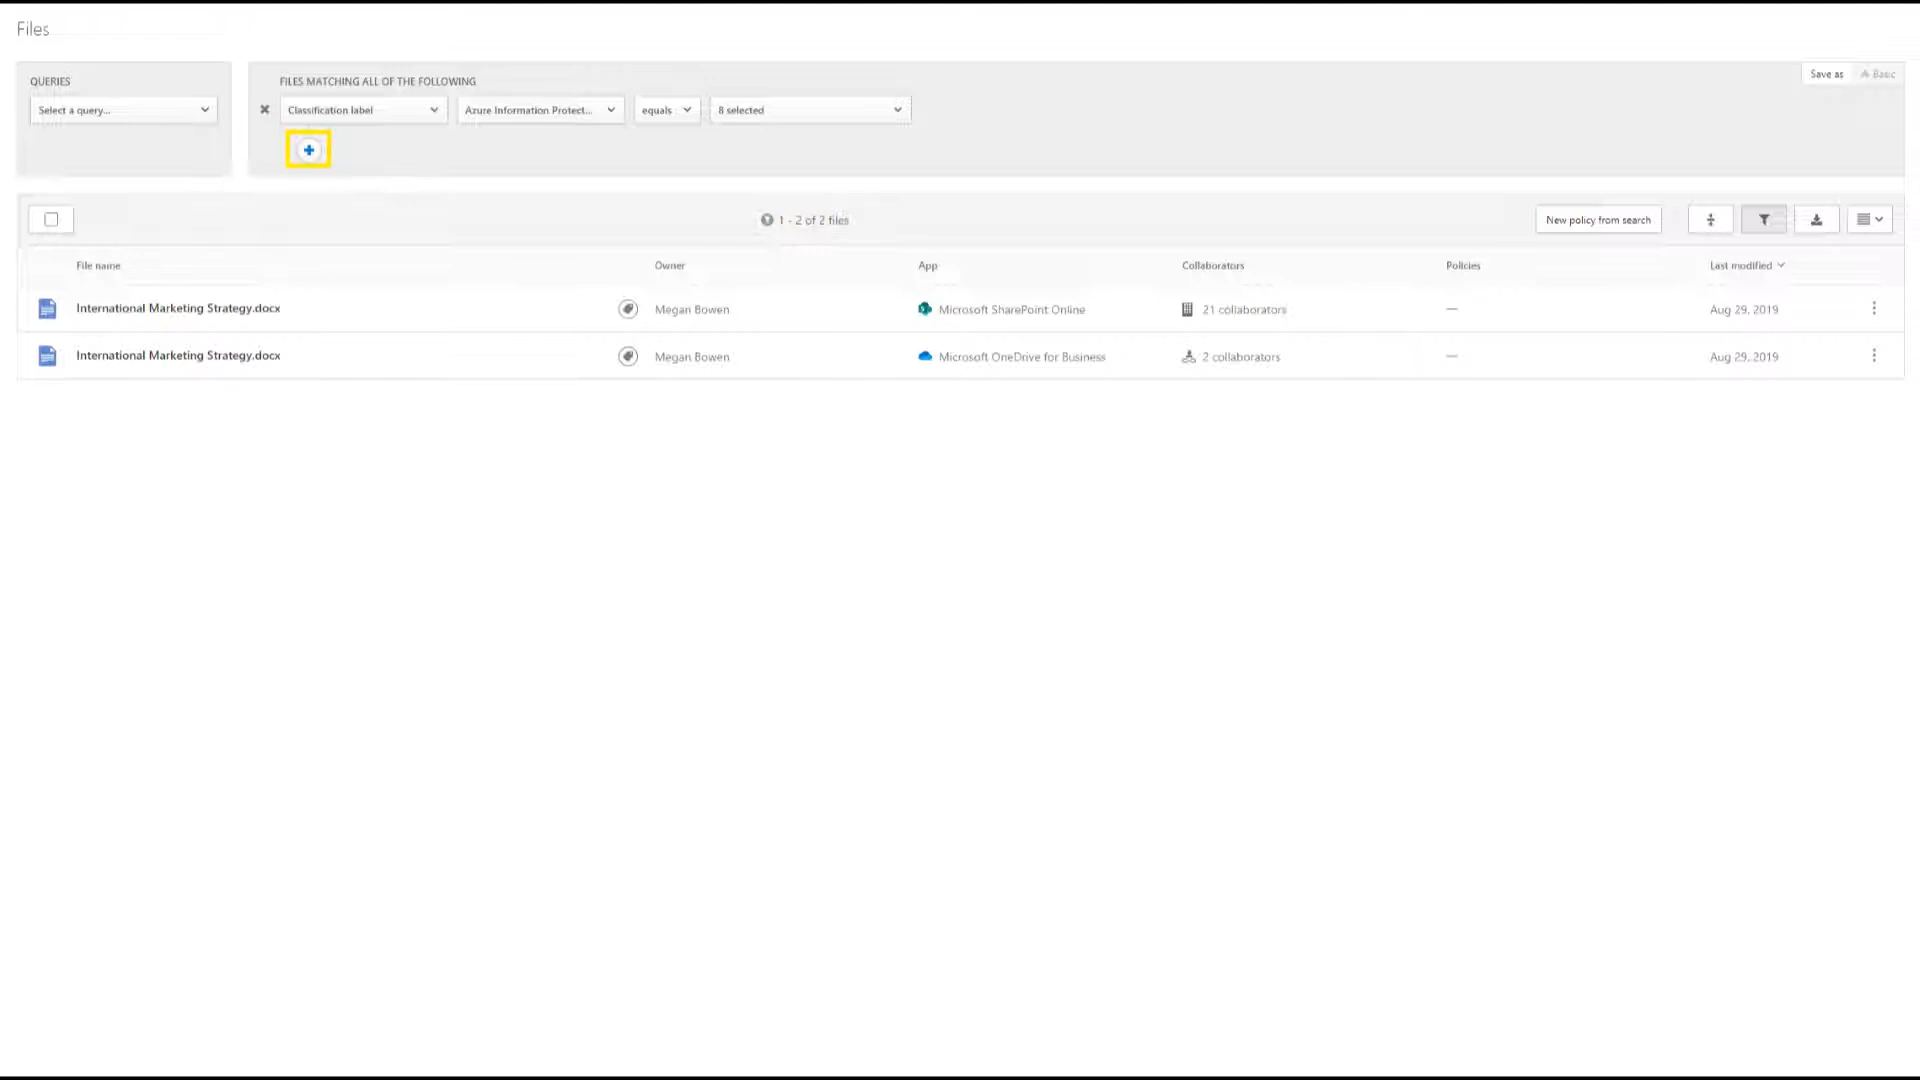 Files
QUERIES
Select a query...
FILES MATCHING ALL OF THE FOLLOWING
Classification label
Azure Information Protect...
equals
8 selected
Save as
Basic
1 - 2 of 2 files
New policy from search
File name
Owner
App
Collaborators
Policies
Last modified
International Marketing Strategy.docx
Megan Bowen
Microsoft SharePoint Online
21 collaborators
—
Aug 29, 2019
International Marketing Strategy.docx
Megan Bowen
Microsoft OneDrive for Business
2 collaborators
—
Aug 29, 2019